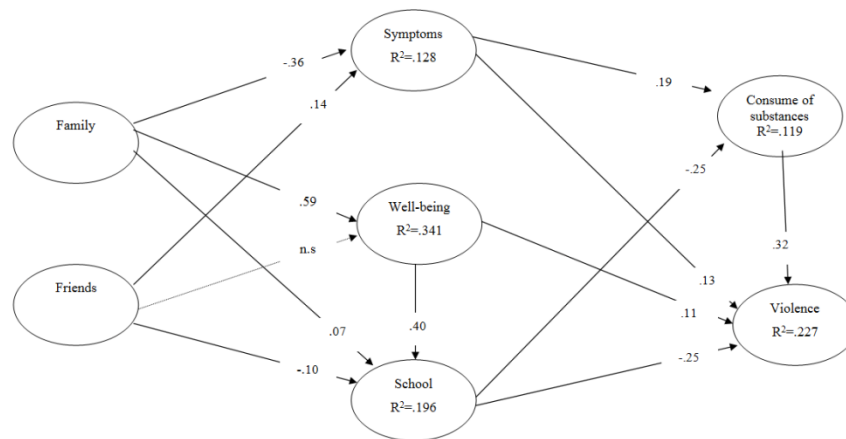 Symptoms
R²=.128
-.36
.14
.19
Consume of
substances
R²=.119
Family
-.25
.59
Well-being
R²=.341
n.s
.32
Friends
.13
Violence
R²=.227
.11
.07
.40
-.10
-.25
School
R²=.196